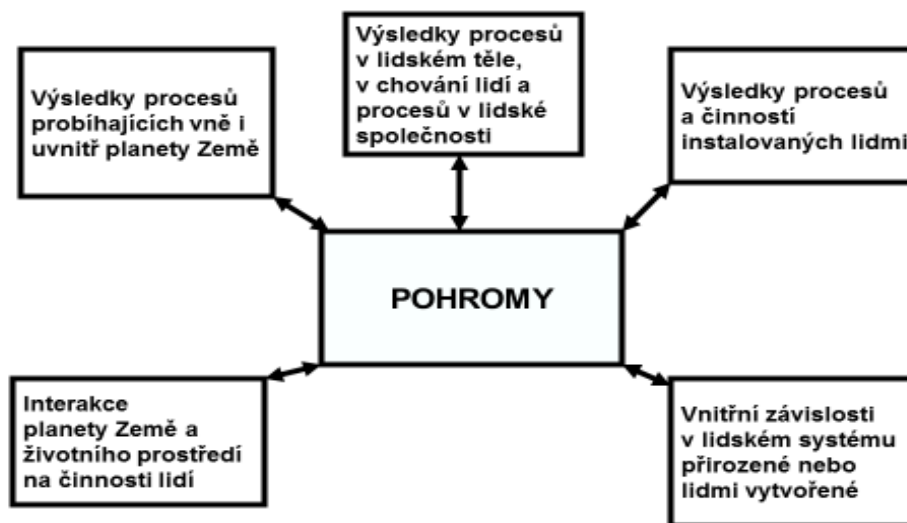 Výsledky procesů
probíhajících vně i
uvnitř planety Země
Výsledky procesů
v lidském těle,
v chování lidí a
procesů v lidské
společnosti
Výsledky procesů
a činností
instalovaných lidmi
POHROMY
Interakce
planety Země a
životního prostředí
na činnosti lidí
Vnitřní závislosti
v lidském systému
přirozené nebo
lidmi vytvořené